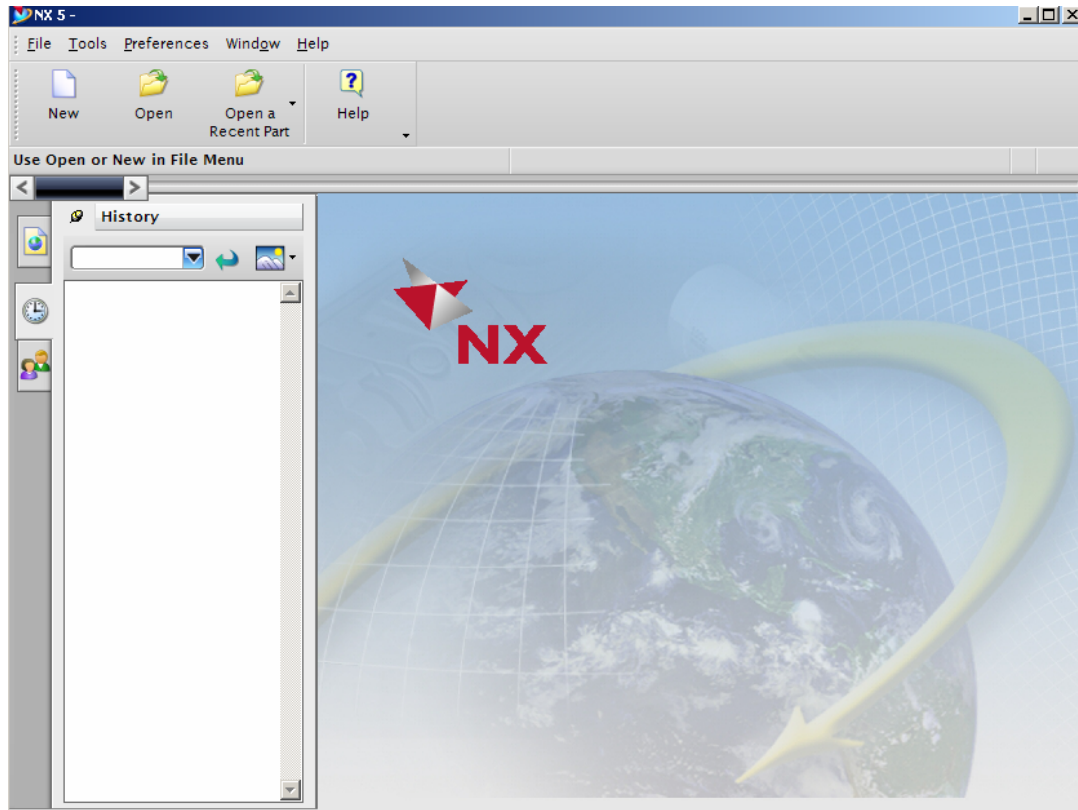 NX 5 -
File Tools Preferences Window Help
New Open Open a Recent Part Help
Use Open or New in File Menu
History
NX